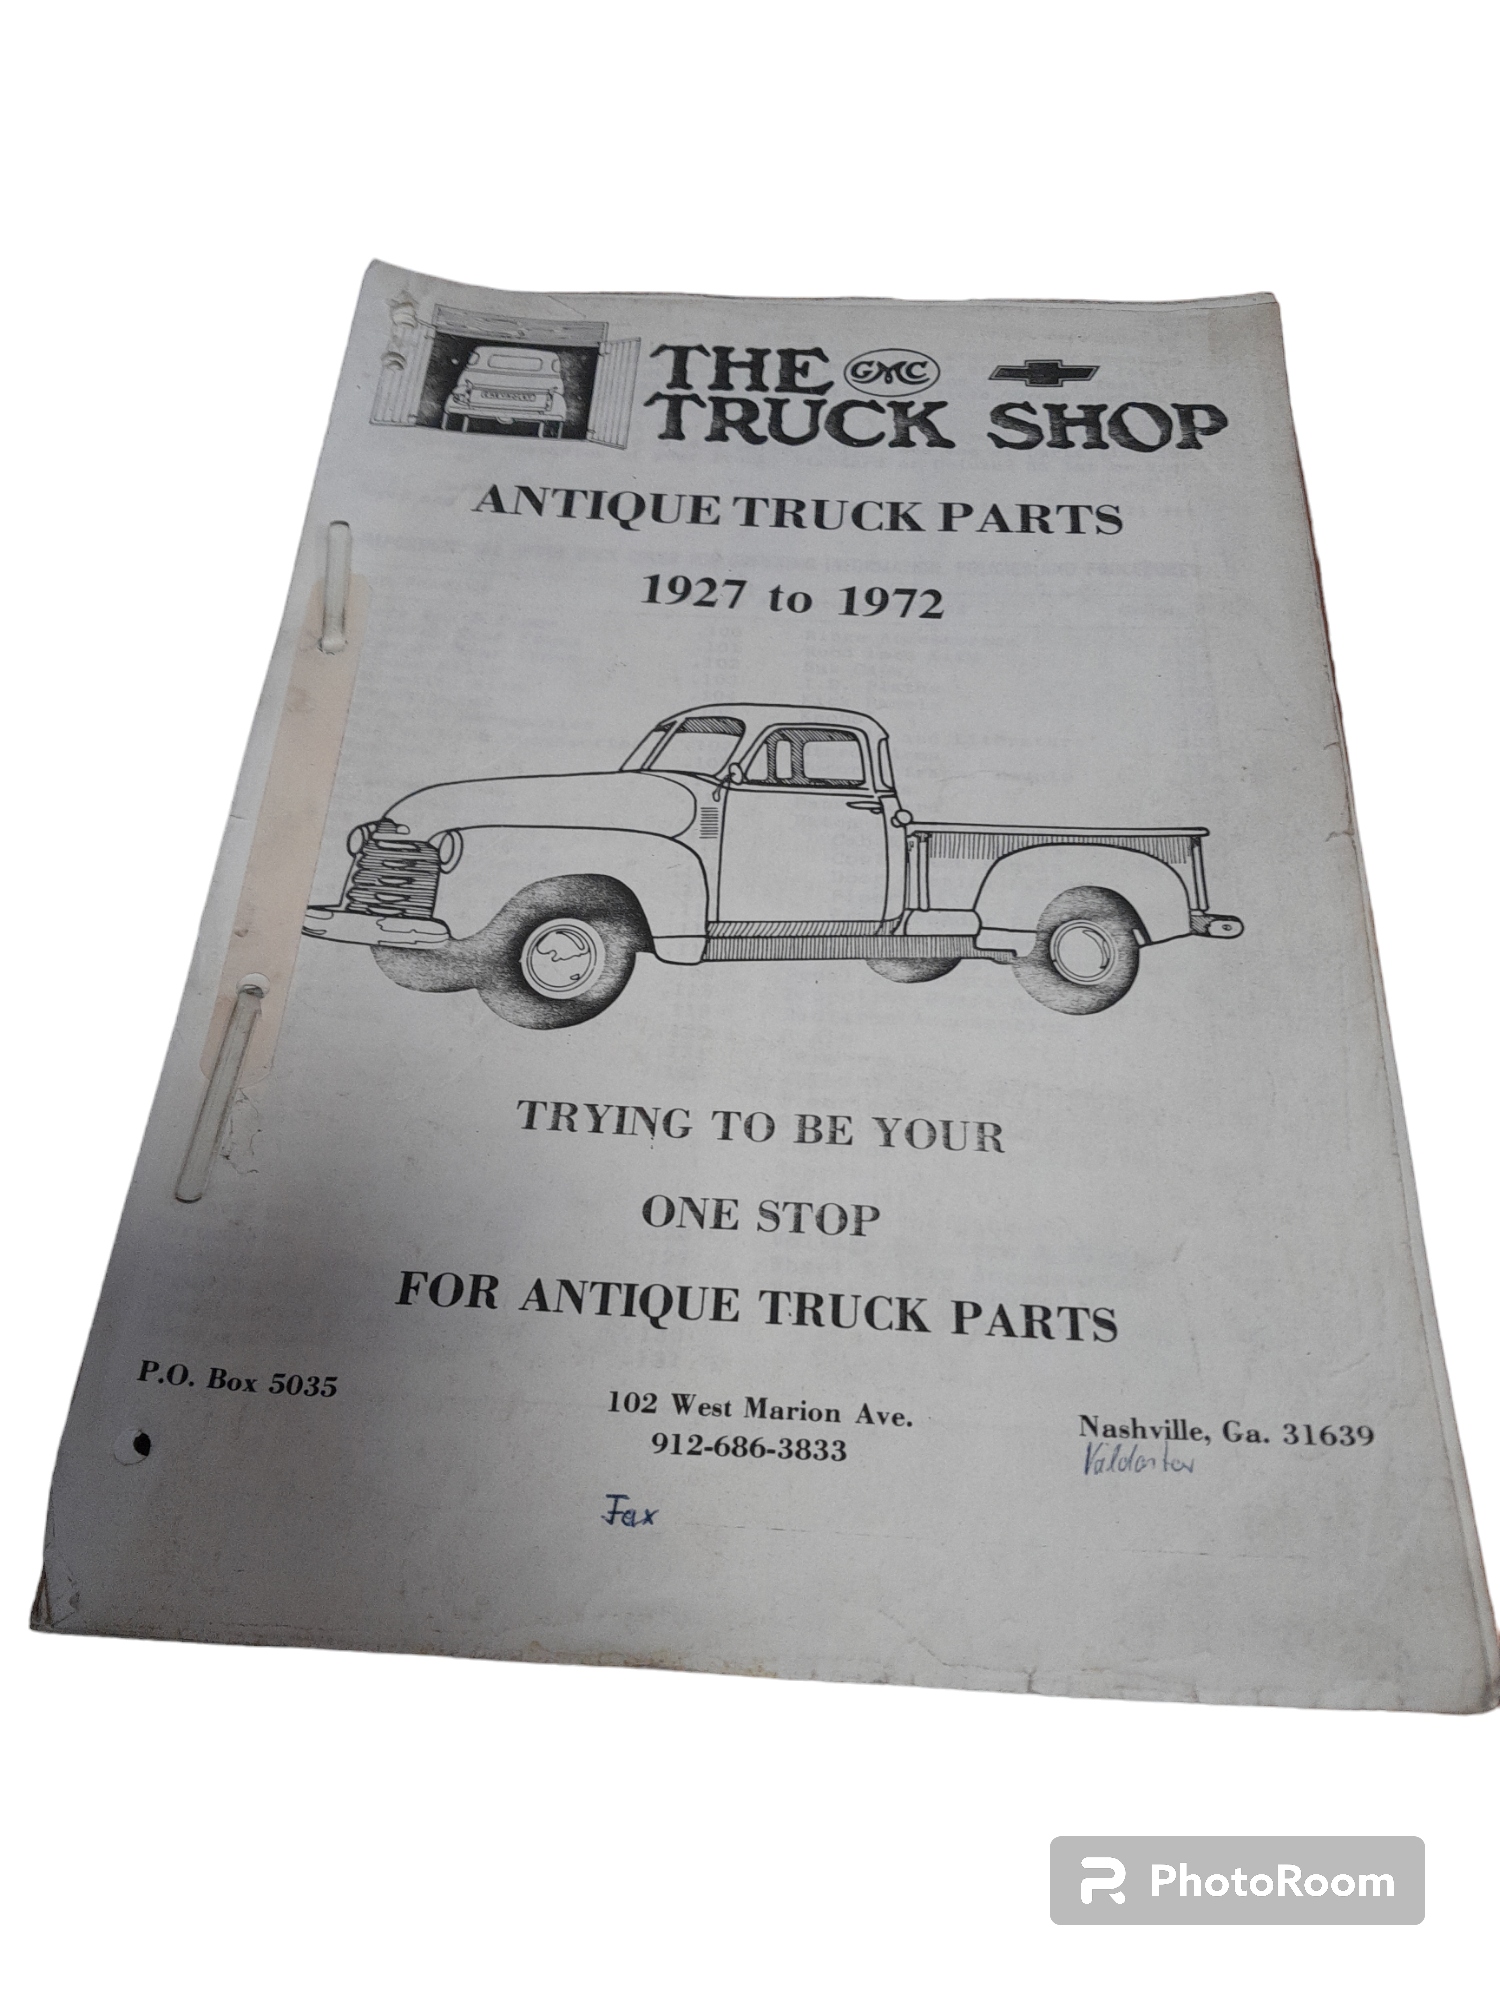 CHEVROLET
THE GMC
TRUCK SHOP
ANTIQUE TRUCK PARTS
1927 to 1972
TRYING TO BE YOUR
ONE STOP
FOR ANTIQUE TRUCK PARTS
P.O. Box 5035
102 West Marion Ave.
912-686-3833
Nashville, Ga. 31639
Fax
PhotoRoom